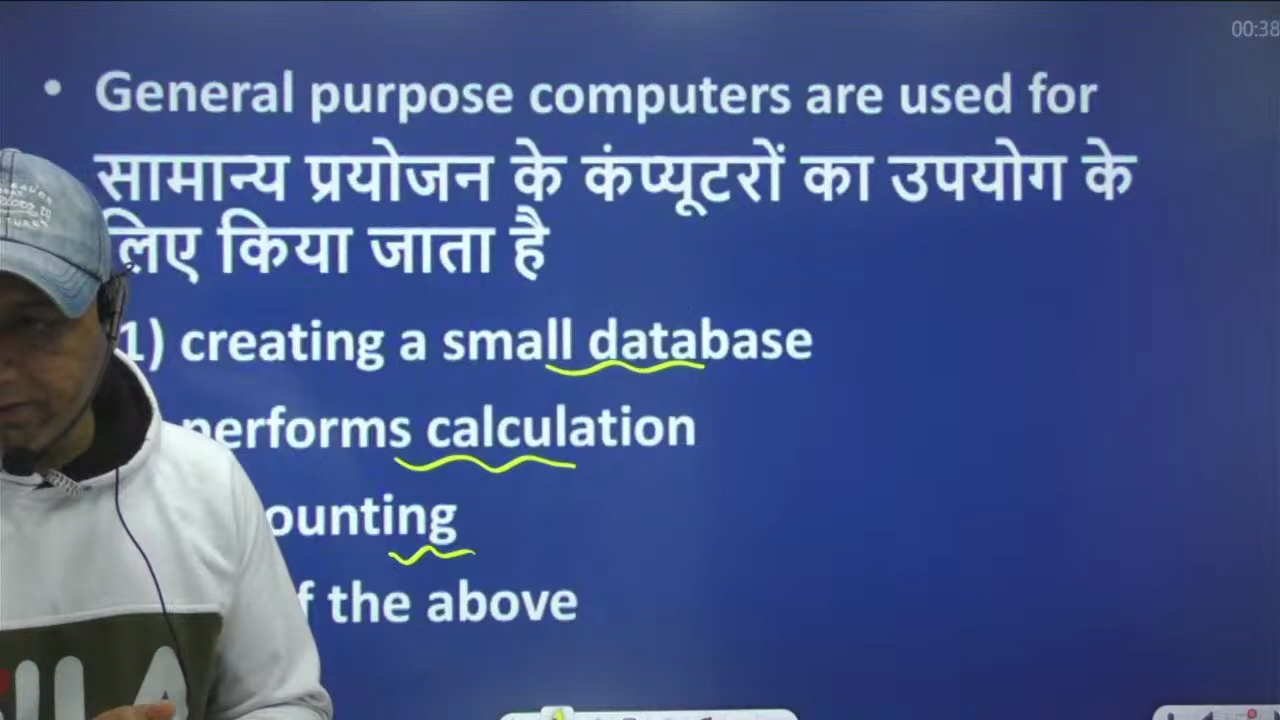 00:38
• General purpose computers are used for
सामान्य प्रयोजन के कंप्यूटरों का उपयोग के
लिए किया जाता है
1) creating a small database
performs calculation
ounting
f the above